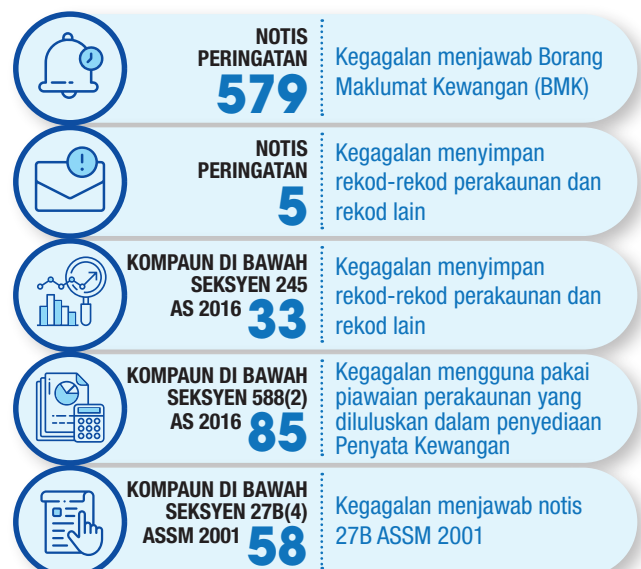 NOTIS
PERINGATAN
579
Kegagalan menjawab Borang
Maklumat Kewangan (BMK)
NOTIS
PERINGATAN
5
Kegagalan menyimpan
rekod-rekod perakaunan dan
rekod lain
KOMPAUN DI BAWAH
SEKSYEN 245
AS 2016 33
Kegagalan menyimpan
rekod-rekod perakaunan dan
rekod lain
KOMPAUN DI BAWAH
SEKSYEN 588(2)
AS 2016 85
Kegagalan mengguna pakai
piawaian perakaunan yang
diluluskan dalam penyediaan
Penyata Kewangan
KOMPAUN DI BAWAH
SEKSYEN 27B(4)
ASSM 2001 58
Kegagalan menjawab notis
27B ASSM 2001